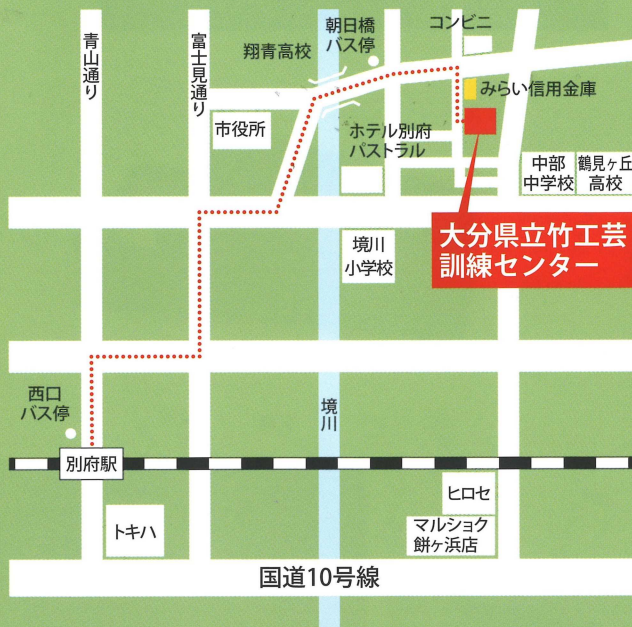 青山通り
富士見通り
翔青高校
朝日橋
バス停
コンビニ
みらい信用金庫
市役所
ホテル別府
パストラル
中部
中学校
鶴見ヶ丘
高校
大分県立竹工芸
訓練センター
境川
小学校
西口
バス停
境川
別府駅
トキハ
ヒロセ
マルショク
餅ヶ浜店
国道10号線